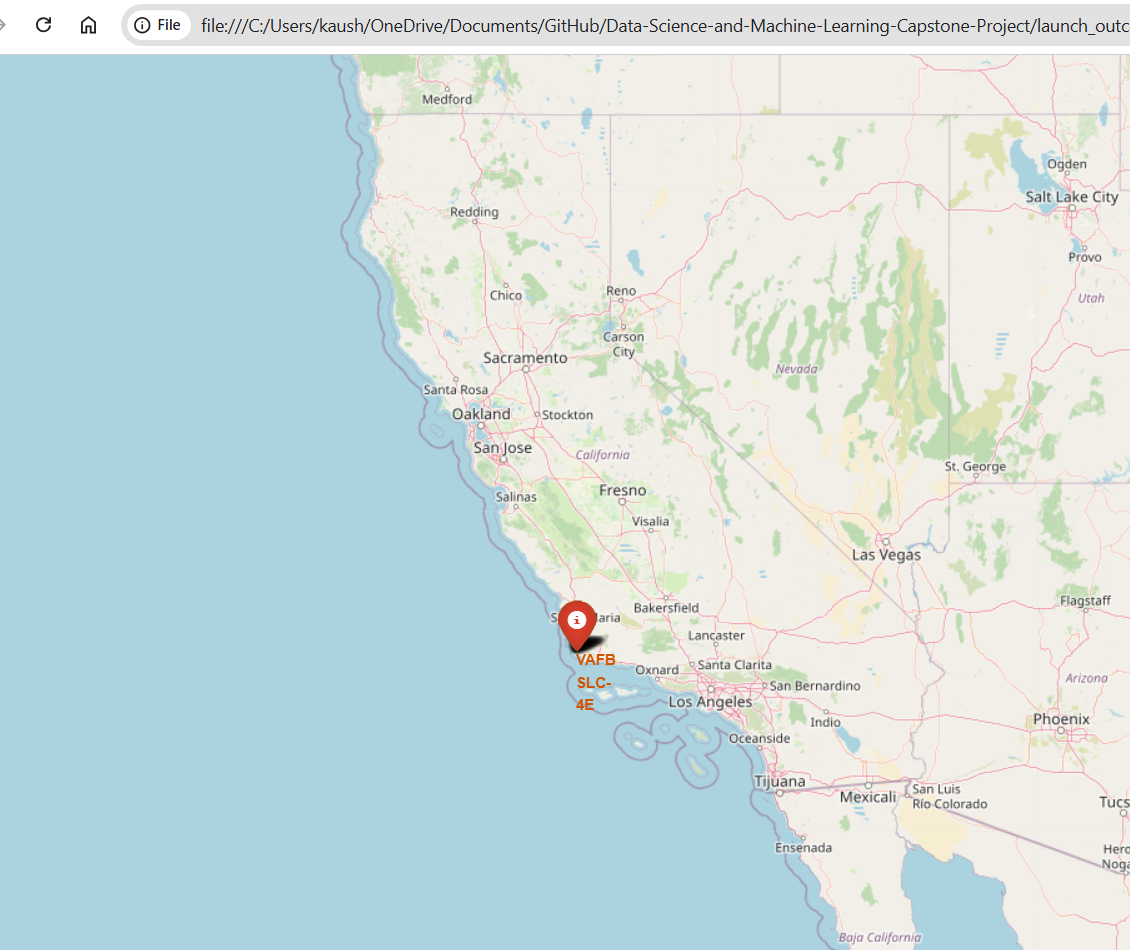 File
file:///C:/Users/kaush/OneDrive/Documents/GitHub/Data-Science-and-Machine-Learning-Capstone-Project/launch_outc
Medford
Ogden
Salt Lake City
Redding
Provo
Chico
Reno
Utah
Carson
City
Sacramento
Nevada
Santa Rosa
Oakland
Stockton
San Jose
California
St. George
Salinas
Fresno
Visalia
Las Vegas
Flagstaff
Bakersfield
Lancaster
VAFB
SLC-
4E
Oxnard
Santa Clarita
San Bernardino
Arizona
Los Angeles
Indio
Phoenix
Oceanside
Tijuana
Mexicali
San Luis
Río Colorado
Tucs
Ensenada
Hero
Noga
Baja California